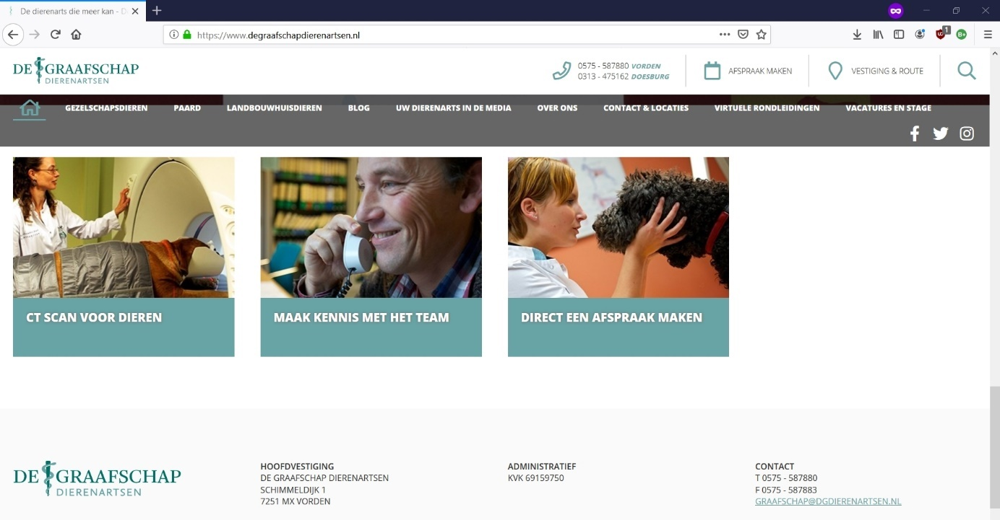 De dierenarts die meer kan - D
https://www.degraafschapdierenartsen.nl
1
DE GRAAFSCHAP
DIERENARTSEN
0575 - 587880 VORDEN
0313 - 475162 DOESBURG
AFSPRAAK MAKEN
VESTIGING & ROUTE
GEZELSCHAPSDIEREN PAARD LANDBOUWHUISDIEREN BLOG UW DIERENARTS IN DE MEDIA OVER ONS CONTACT & LOCATIES VIRTUELE RONDLEIDINGEN VACATURES EN STAGE
CT SCAN VOOR DIEREN
MAAK KENNIS MET HET TEAM
DIRECT EEN AFSPRAAK MAKEN
DE GRAAFSCHAP
DIERENARTSEN
HOOFDVESTIGING
DE GRAAFSCHAP DIERENARTSEN
SCHIMMELDIJK 1
7251 MX VORDEN
ADMINISTRATIEF
KVK 69159750
CONTACT
T 0575 - 587880
F 0575 - 587883
GRAAFSCHAP@DGDIERENARTSEN.NL